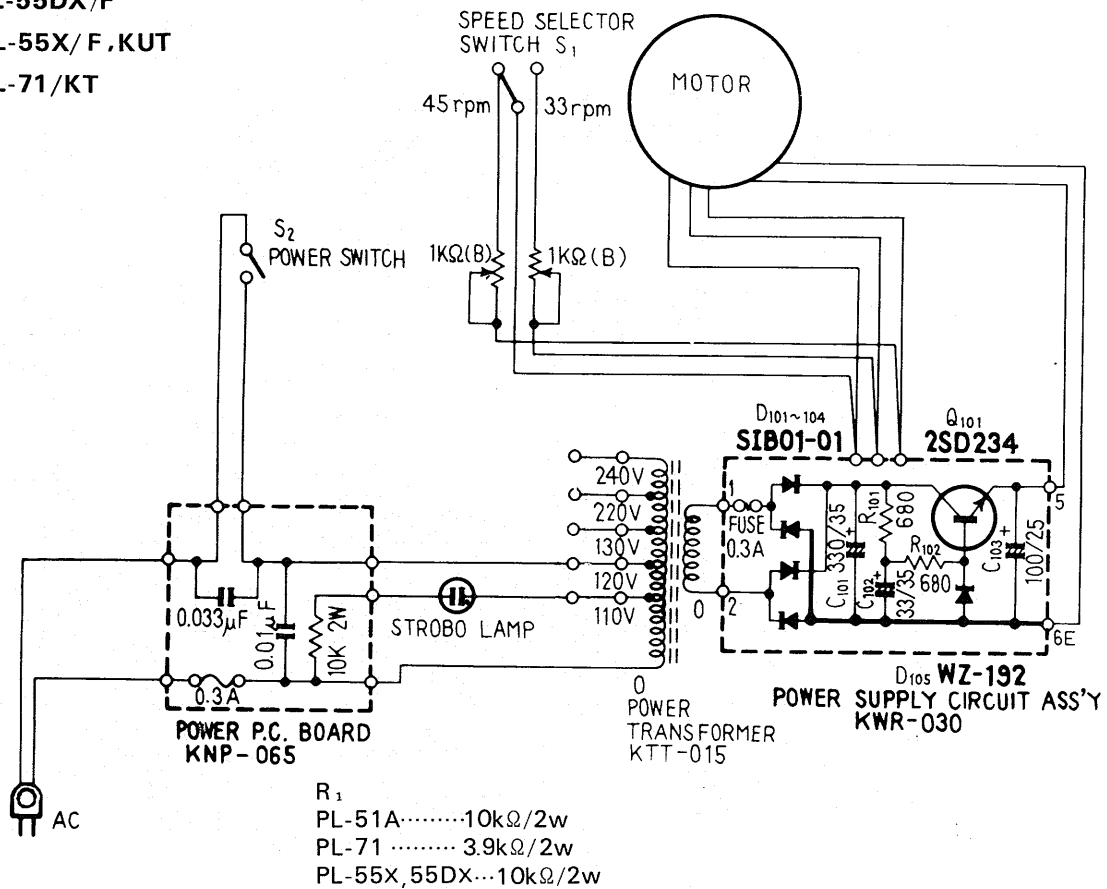 -55DX/F
L-55X/F,KUT
L-71/KT
SPEED SELECTOR
SWITCH S1
45rpm
33rpm
MOTOR
S2
POWER SWITCH
1KΩ(B)
1KΩ(B)
D101~104
SIB01-01
Q101
2SD234
240V
220V
130V
120V
110V
0
1
FUSE
0.3A
2
0
C101 330/35
R101 680
C102 33/35
R102
680
C103 100/25
+
+
+
5
6E
0.033μF
0.01μF
10K 2W
0.3A
STROBO LAMP
POWER P.C. BOARD
KNP-065
POWER
TRANSFORMER
KTT-015
D105 WZ-192
POWER SUPPLY CIRCUIT ASS'Y
KWR-030
AC
R1
PL-51A·········10kΩ/2w
PL-71 ········· 3.9kΩ/2w
PL-55X,55DX···10kΩ/2w